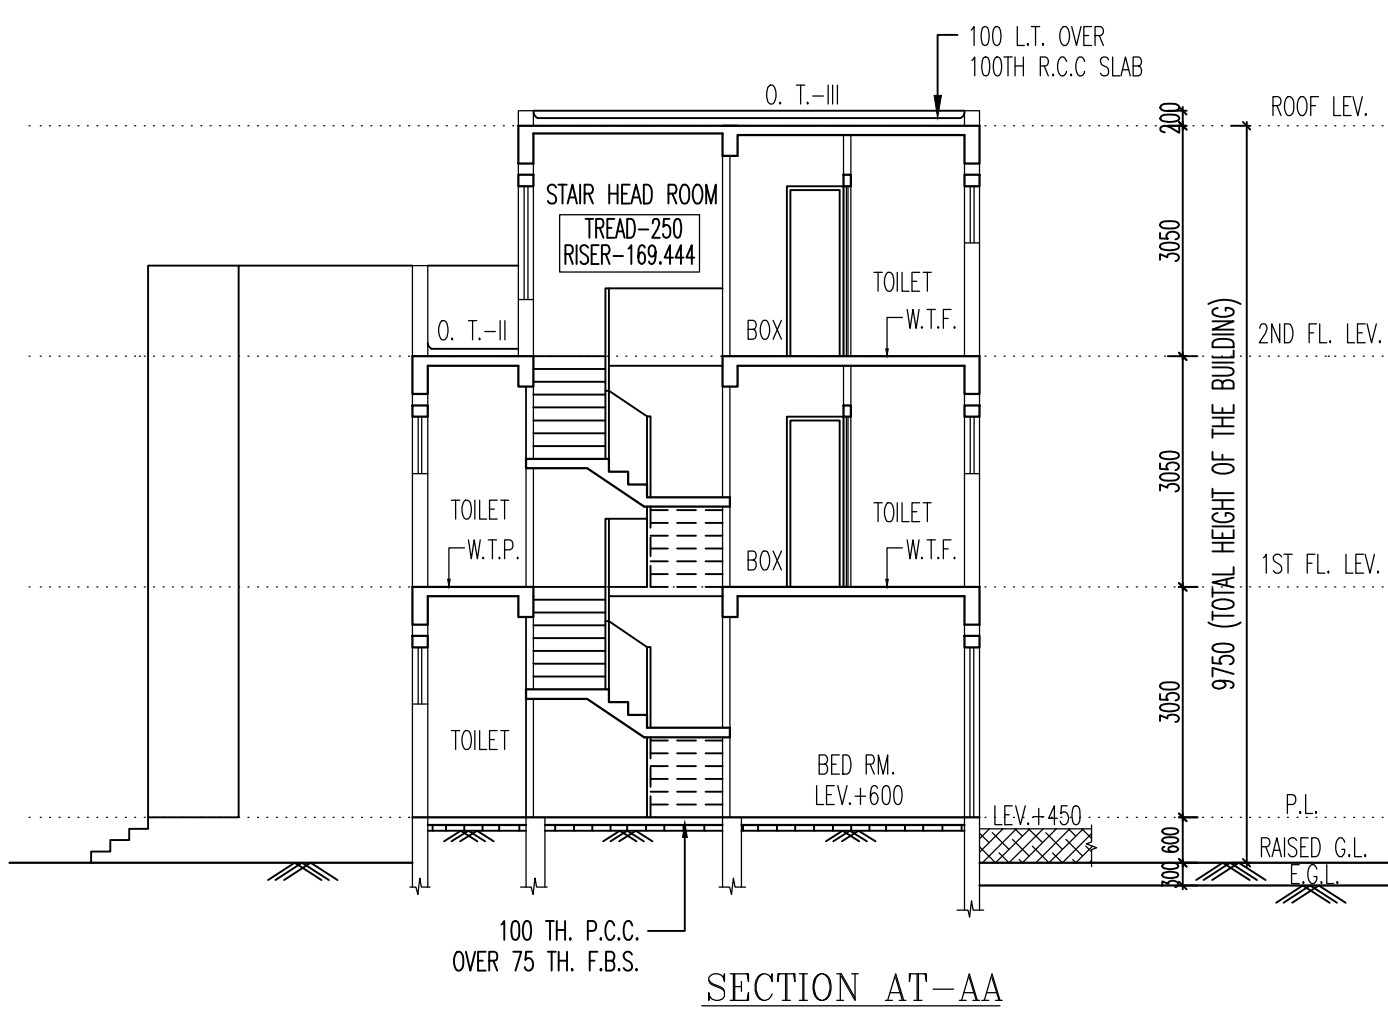 100 L.T. OVER
100TH R.C.C SLAB
O. T.-III
ROOF LEV.
200
STAIR HEAD ROOM
TREAD-250
RISER-169.444
3050
TOILET
W.T.F.
BOX
O. T.-II
2ND FL. LEV.
9750 (TOTAL HEIGHT OF THE BUILDING)
3050
TOILET
W.T.P.
TOILET
W.T.F.
BOX
1ST FL. LEV.
3050
TOILET
BED RM.
LEV.+600
LEV.+450
P.L.
600
RAISED G.L.
300
E.G.L.
100 TH. P.C.C.
OVER 75 TH. F.B.S.
SECTION AT-AA